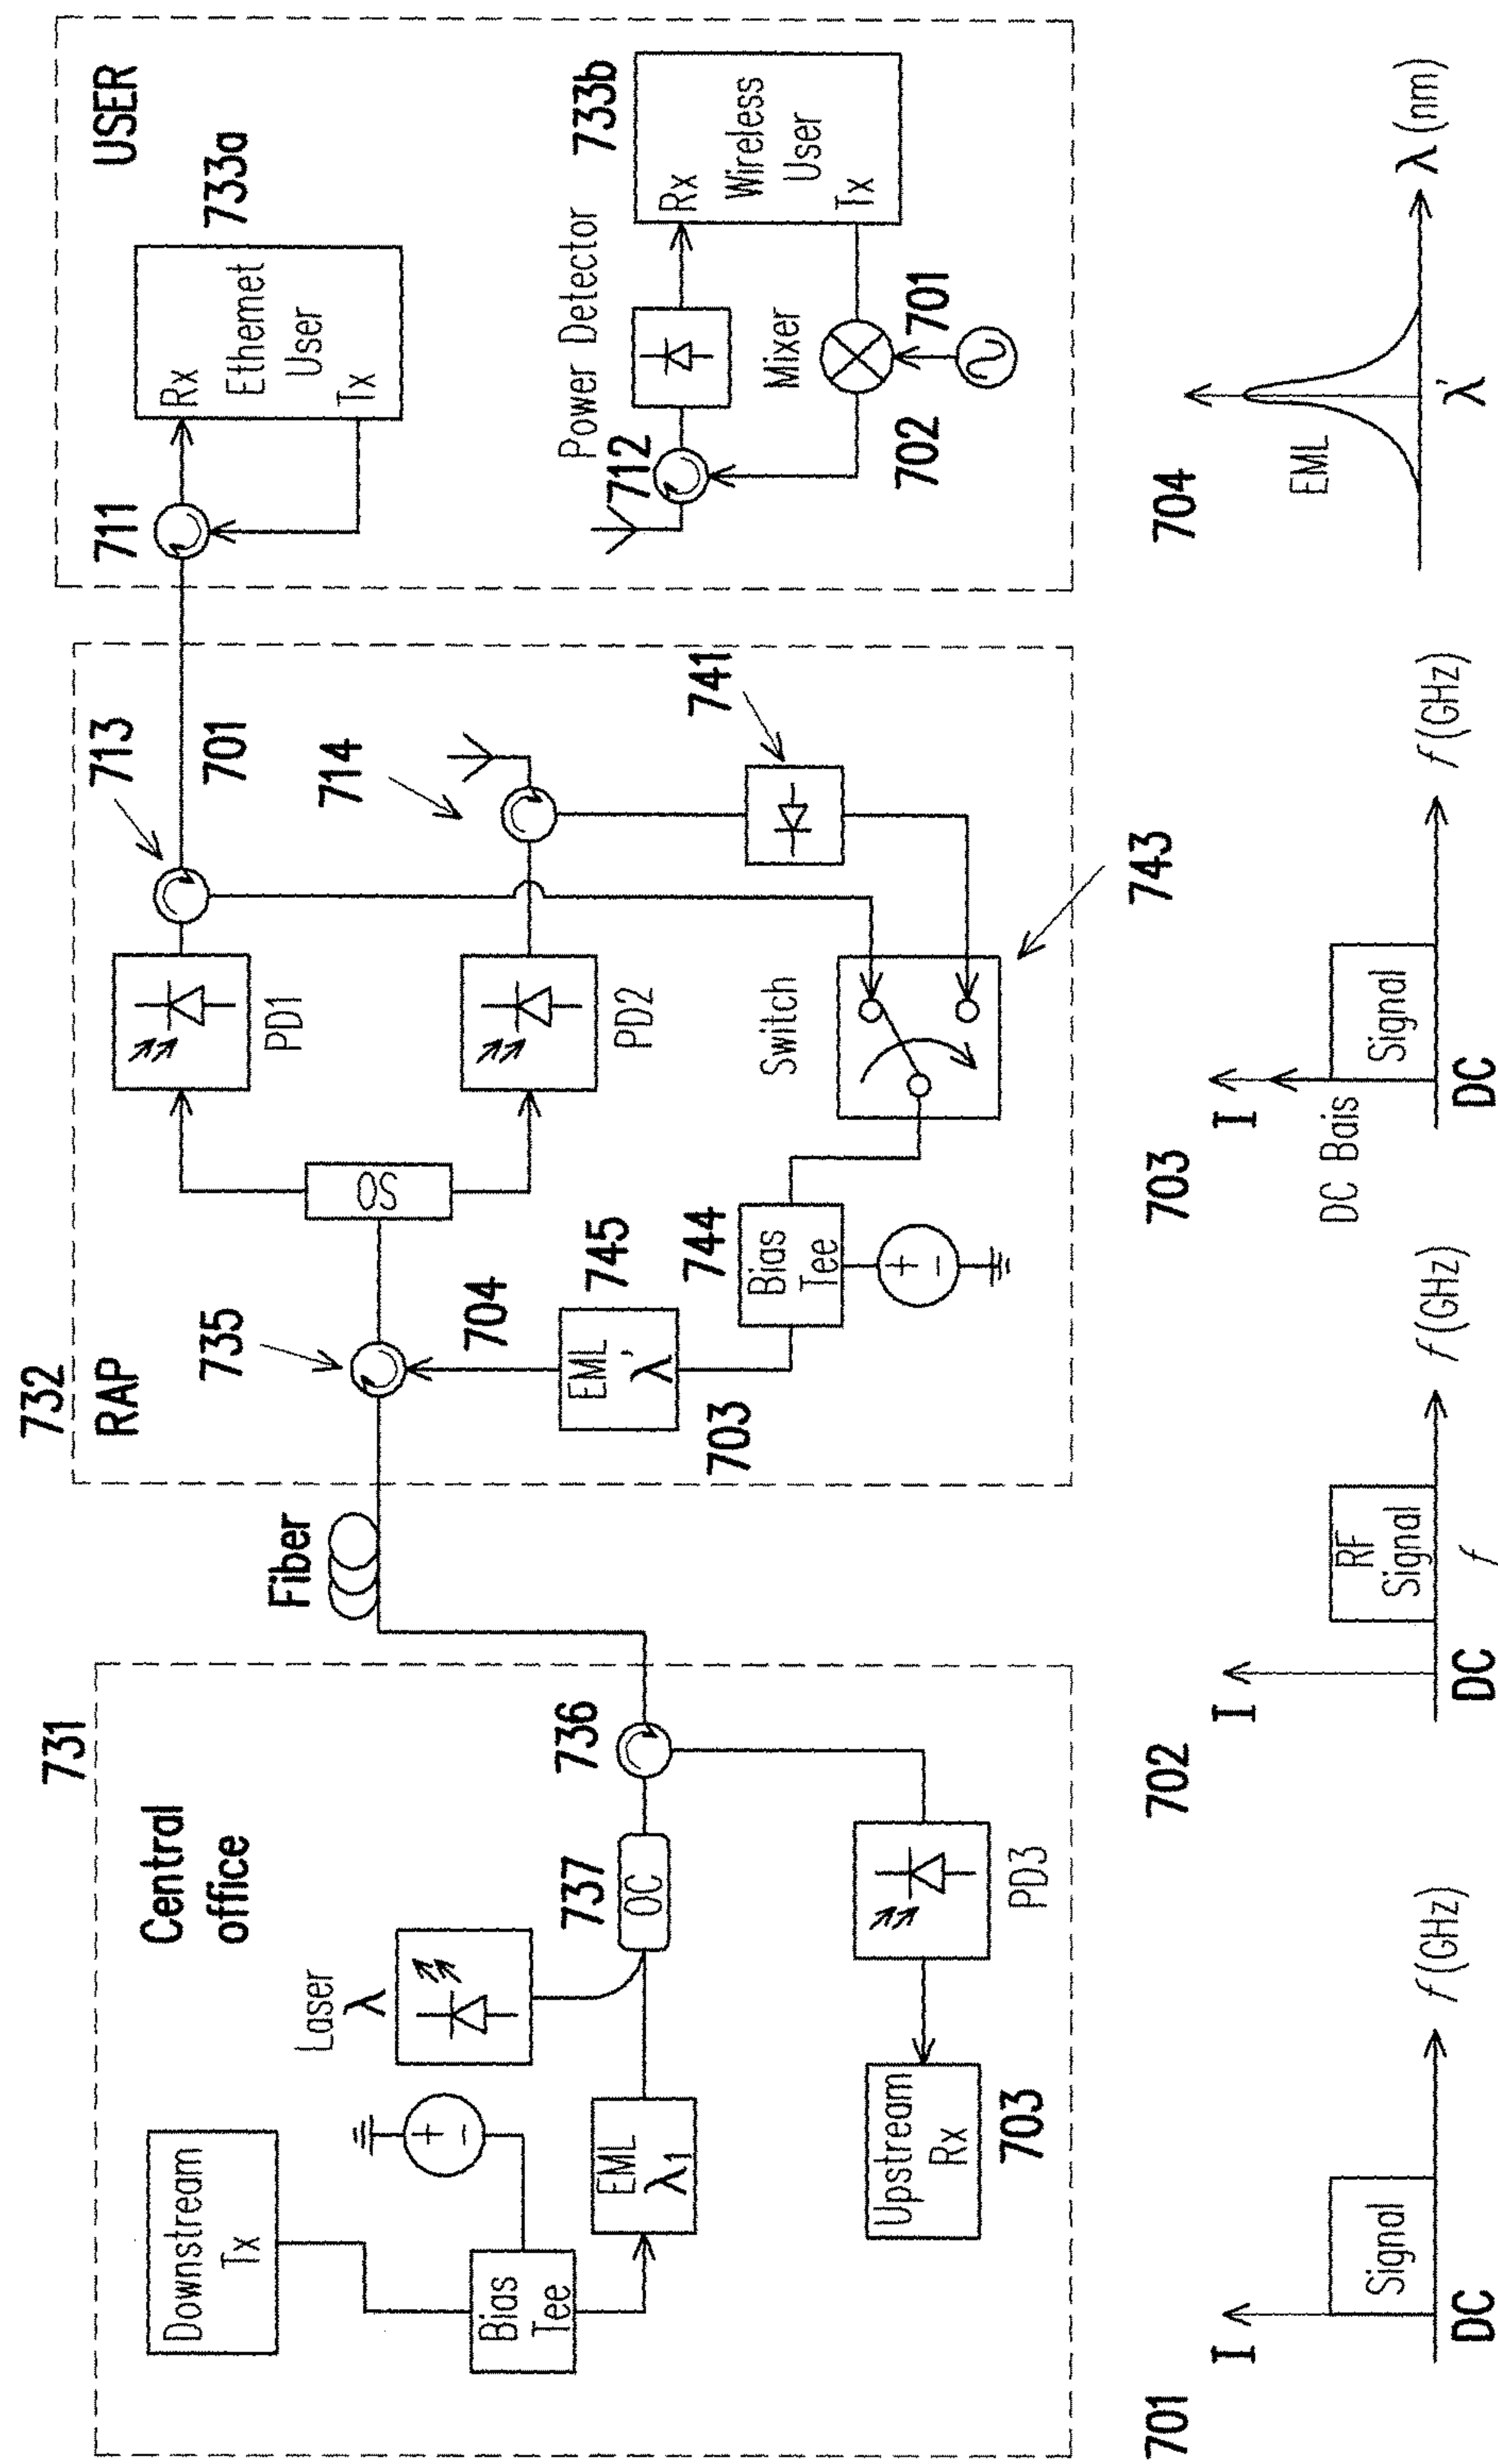 731
Central
office
Downstream
Tx
Bias
Tee
+
−
EML
λ1
Laser
λ
737
OC
736
Upstream
Rx
703
PD3
Fiber
732
RAP
735
704
EML
λ'
745
703
744
Bias
Tee
+
−
OS
PD1
PD2
Switch
743
713
701
714
741
USER
711
733a
Rx
Ethernet
User
Tx
712
Power Detector
733b
Rx
Wireless
User
Tx
Mixer
701
702
701
I
Signal
DC
f (GHz)
702
I
RF
Signal
DC
f
f (GHz)
703
I
DC Bais
Signal
DC
f (GHz)
704
EML
λ'
λ (nm)